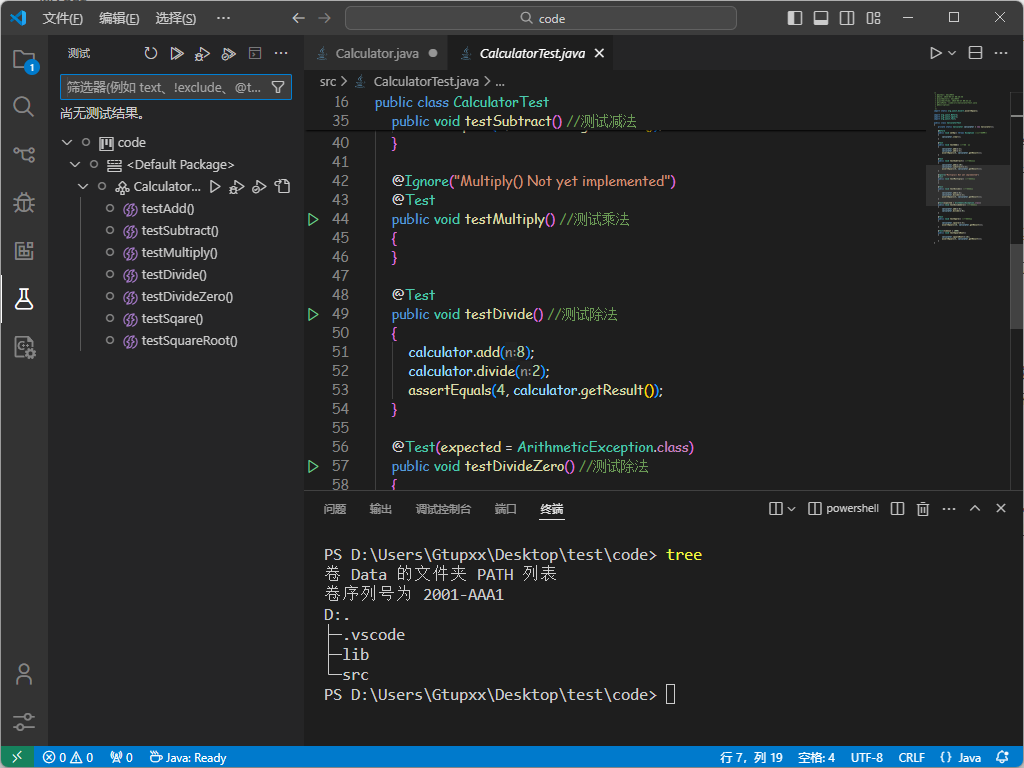 文件(F) 编辑(E) 选择(S) ··· code
测试
1
筛选器(例如 text、!exclude、@t...
尚无测试结果。
code
<Default Package>
Calculator...
testAdd()
testSubtract()
testMultiply()
testDivide()
testDivideZero()
testSqare()
testSquareRoot()
Calculator.java
CalculatorTest.java
src > CalculatorTest.java > ...
16 public class CalculatorTest
35 public void testSubtract() //测试减法
40 }
41
42 @Ignore("Multiply() Not yet implemented")
43 @Test
44 public void testMultiply() //测试乘法
45 {
46 }
47
48 @Test
49 public void testDivide() //测试除法
50 {
51 calculator.add(n:8);
52 calculator.divide(n:2);
53 assertEquals(4, calculator.getResult());
54 }
55
56 @Test(expected = ArithmeticException.class)
57 public void testDivideZero() //测试除法
58 {
问题 输出 调试控制台 端口 终端 powershell
PS D:\Users\Gtupxx\Desktop\test\code> tree
卷 Data 的文件夹 PATH 列表
卷序列号为 2001-AAA1
D:.
├─.vscode
├─lib
└─src
PS D:\Users\Gtupxx\Desktop\test\code>
0 0 0 Java: Ready 行 7，列 19 空格: 4 UTF-8 CRLF {} Java